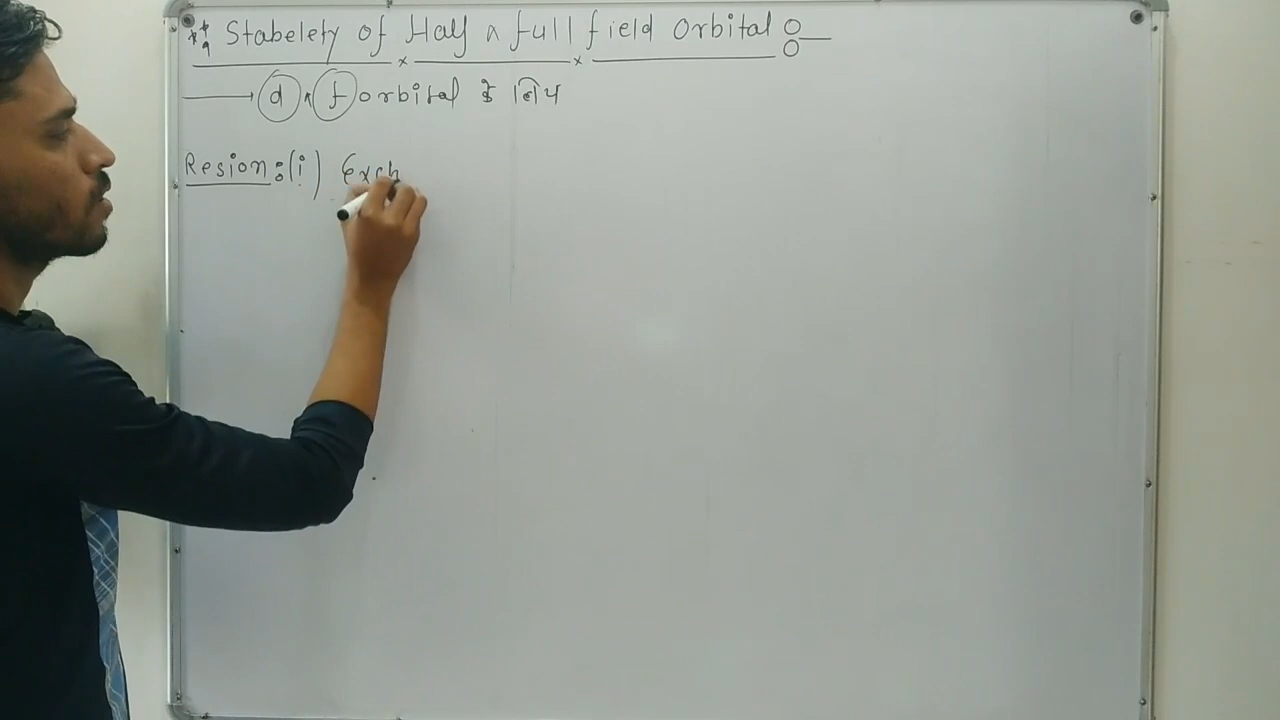 Stabelety of Half n full field Orbital
d n f orbital के लिए
Resion :(i) Exch